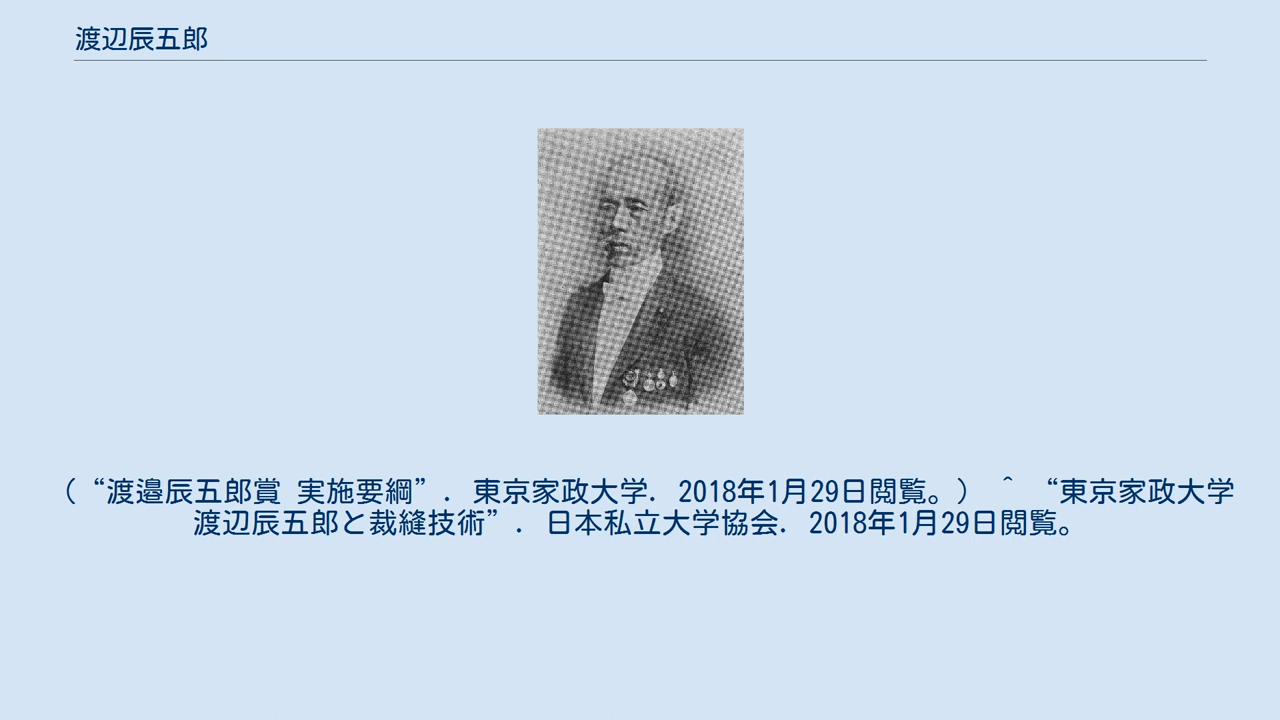 渡辺辰五郎
（“渡邉辰五郎賞 実施要綱”. 東京家政大学. 2018年1月29日閲覧。） ^ “東京家政大学
渡辺辰五郎と裁縫技術”. 日本私立大学協会. 2018年1月29日閲覧。